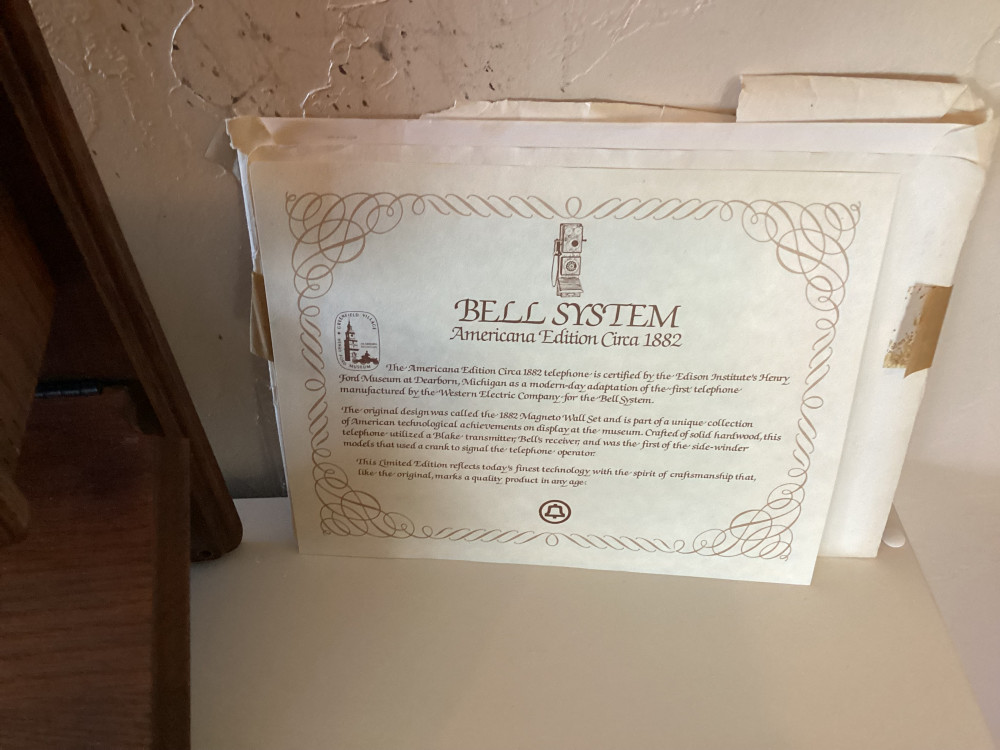 BELL SYSTEM
Americana Edition Circa 1882
GREENFIELD VILLAGE
MUSEUM
The Americana Edition Circa 1882 telephone is certified by the Edison Institute's Henry
Ford Museum at Dearborn, Michigan as a modern-day adaptation of the first telephone
manufactured by the Western Electric Company for the Bell System.
The original design was called the 1882 Magneto Wall Set and is part of a unique collection
of American technological achievements on display at the museum. Crafted of solid hardwood, this
telephone utilized a Blake transmitter, Bell's receiver, and was the first of the side-winder
models that used a crank to signal the telephone operator.
This Limited Edition reflects today's finest technology with the spirit of craftsmanship that,
like the original, marks a quality product in any age.